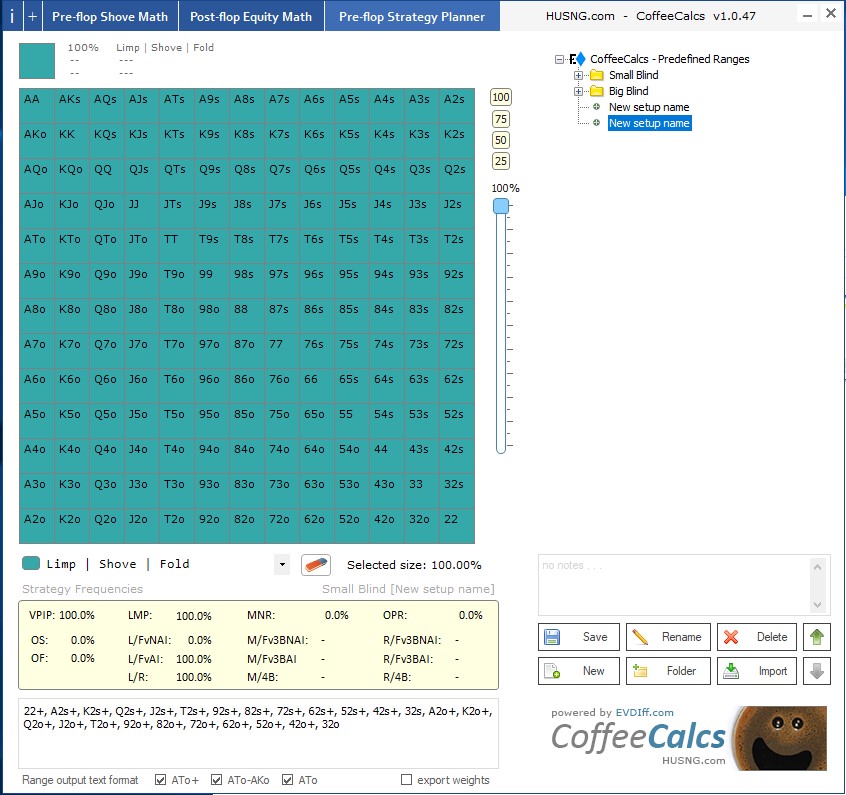 i + Pre-flop Shove Math Post-flop Equity Math Pre-flop Strategy Planner HUSNG.com - CoffeeCalcs v1.0.47
100% Limp | Shove | Fold
-- ---
-- ---
AA AKs AQs AJs ATs A9s A8s A7s A6s A5s A4s A3s A2s
AKo KK KQs KJs KTs K9s K8s K7s K6s K5s K4s K3s K2s
AQo KQo QQ QJs QTs Q9s Q8s Q7s Q6s Q5s Q4s Q3s Q2s
AJo KJo QJo JJ JTs J9s J8s J7s J6s J5s J4s J3s J2s
ATo KTo QTo JTo TT T9s T8s T7s T6s T5s T4s T3s T2s
A9o K9o Q9o J9o T9o 99 98s 97s 96s 95s 94s 93s 92s
A8o K8o Q8o J8o T8o 98o 88 87s 86s 85s 84s 83s 82s
A7o K7o Q7o J7o T7o 97o 87o 77 76s 75s 74s 73s 72s
A6o K6o Q6o J6o T6o 96o 86o 76o 66 65s 64s 63s 62s
A5o K5o Q5o J5o T5o 95o 85o 75o 65o 55 54s 53s 52s
A4o K4o Q4o J4o T4o 94o 84o 74o 64o 54o 44 43s 42s
A3o K3o Q3o J3o T3o 93o 83o 73o 63o 53o 43o 33 32s
A2o K2o Q2o J2o T2o 92o 82o 72o 62o 52o 42o 32o 22
100
75
50
25
100%
CoffeeCalcs - Predefined Ranges
Small Blind
Big Blind
New setup name
New setup name
Limp | Shove | Fold Selected size: 100.00%
Strategy Frequencies Small Blind [New setup name]
VPIP: 100.0% LMP: 100.0% MNR: 0.0% OPR: 0.0%
OS: 0.0% L/FvNAI: 0.0% M/Fv3BNAI: - R/Fv3BNAI: -
OF: 0.0% L/FvAI: 100.0% M/Fv3BAI - R/Fv3BAI: -
L/R: 100.0% M/4B: - R/4B: -
22+, A2s+, K2s+, Q2s+, J2s+, T2s+, 92s+, 82s+, 72s+, 62s+, 52s+, 42s+, 32s, A2o+, K2o+,
Q2o+, J2o+, T2o+, 92o+, 82o+, 72o+, 62o+, 52o+, 42o+, 32o
Range output text format ATo+ ATo-AKo ATo export weights
no notes . . .
Save Rename Delete
New Folder Import
powered by EVDiff.com
CoffeeCalcs
HUSNG.com